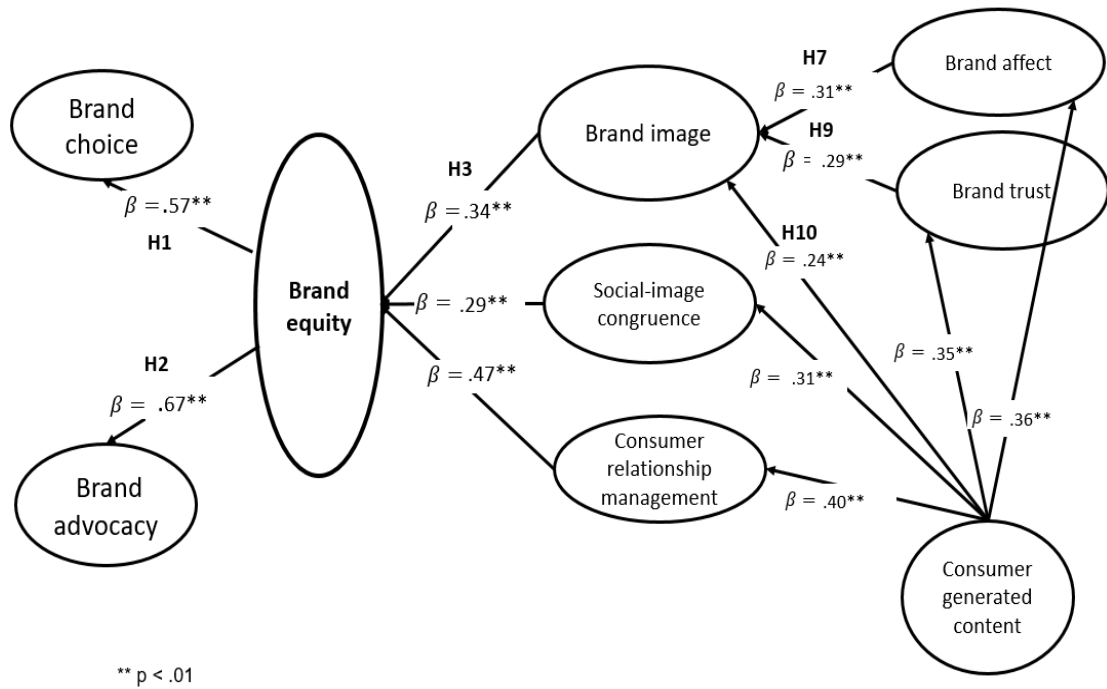 Brand
choice
β =.57**
H1
H2
β = .67**
Brand
advocacy
Brand
equity
H3
β =.34**
β = .29**
β =.47**
Brand image
Social-image
congruence
Consumer
relationship
management
H7
β = .31**
H9
β = .29**
H10
β = .24**
β = .31**
β = .40**
Brand affect
Brand trust
β = .35**
β = .36**
Consumer
generated
content
** p < .01